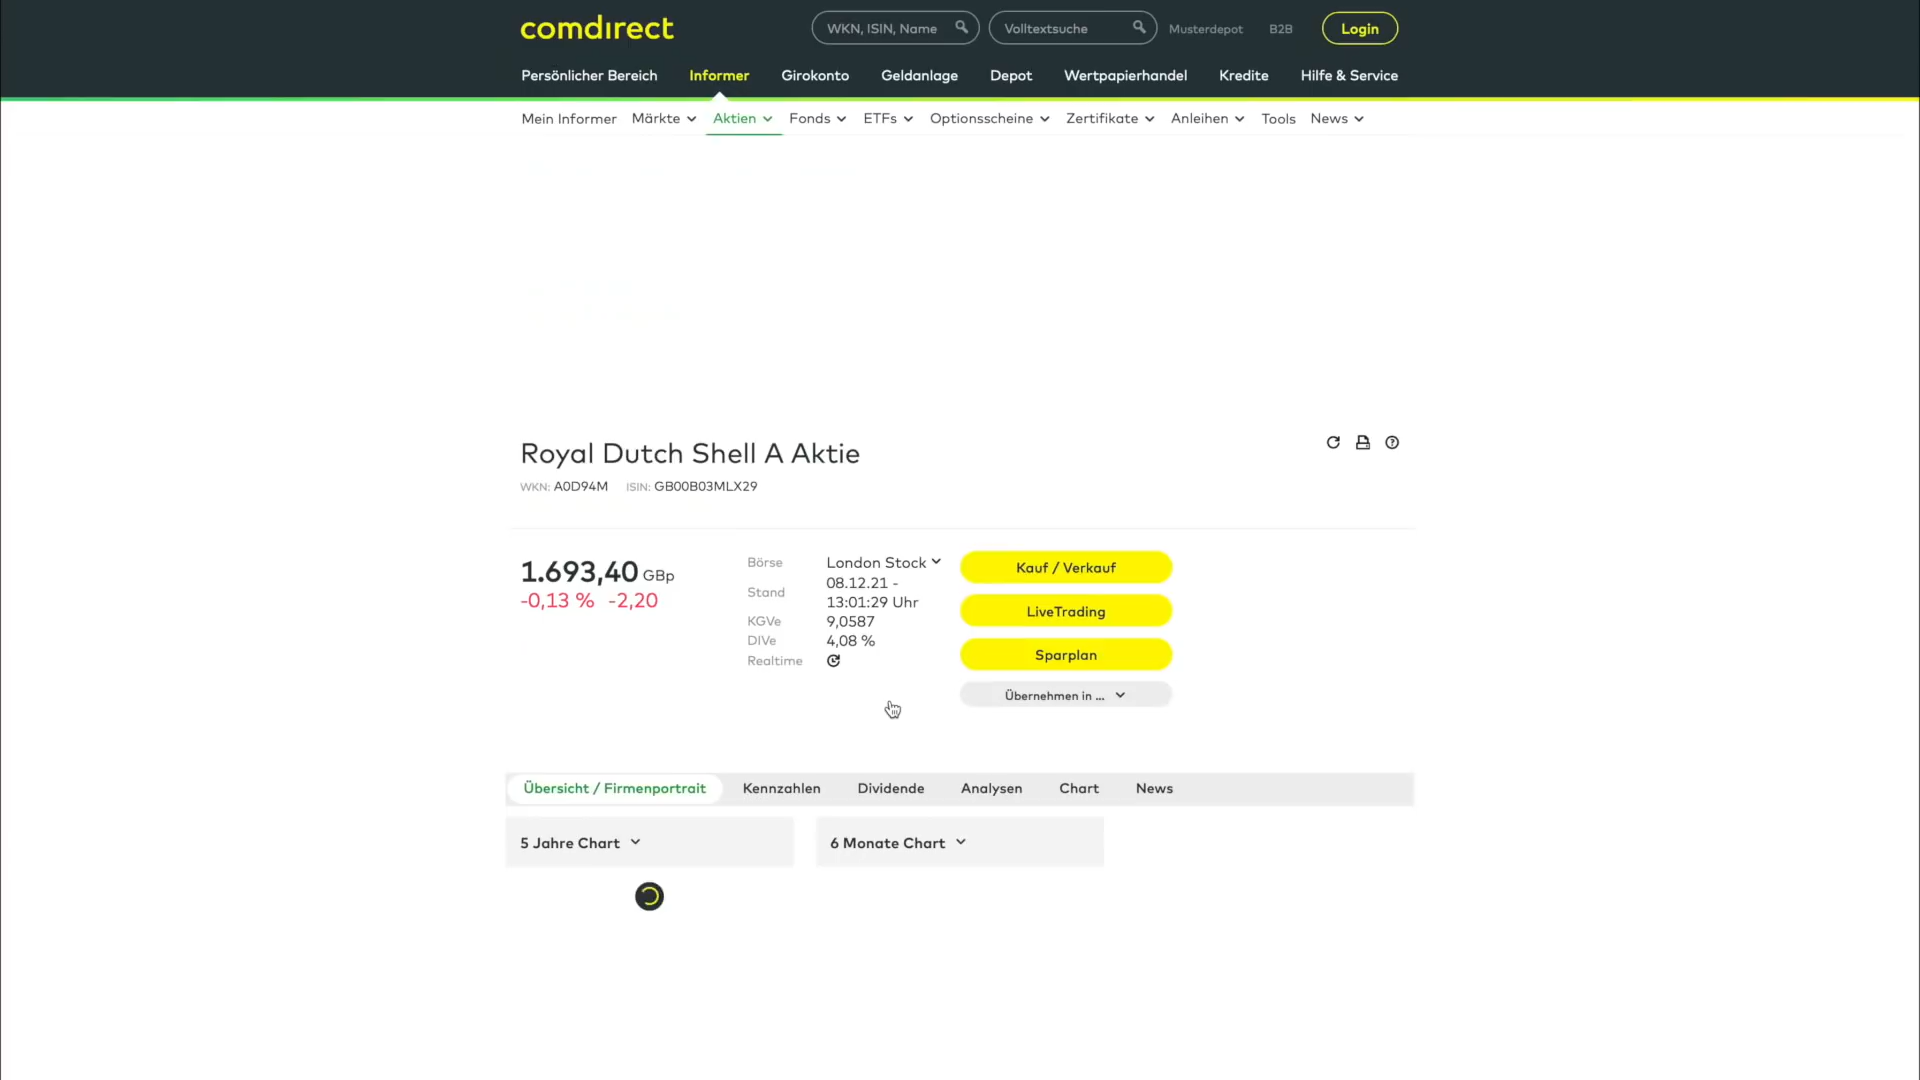 comdirect
WKN, ISIN, Name
Volltextsuche
Musterdepot
B2B
Login
Persönlicher Bereich
Informer
Girokonto
Geldanlage
Depot
Wertpapierhandel
Kredite
Hilfe & Service
Mein Informer
Märkte
Aktien
Fonds
ETFs
Optionsscheine
Zertifikate
Anleihen
Tools
News
Royal Dutch Shell A Aktie
WKN: A0D94M ISIN: GB00B03MLX29
1.693,40 GBp
-0,13 % -2,20
Börse London Stock
Stand 08.12.21 -
13:01:29 Uhr
KGVe 9,0587
DIVe 4,08 %
Realtime
Kauf / Verkauf
LiveTrading
Sparplan
Übernehmen in ...
Übersicht / Firmenportrait
Kennzahlen
Dividende
Analysen
Chart
News
5 Jahre Chart
6 Monate Chart